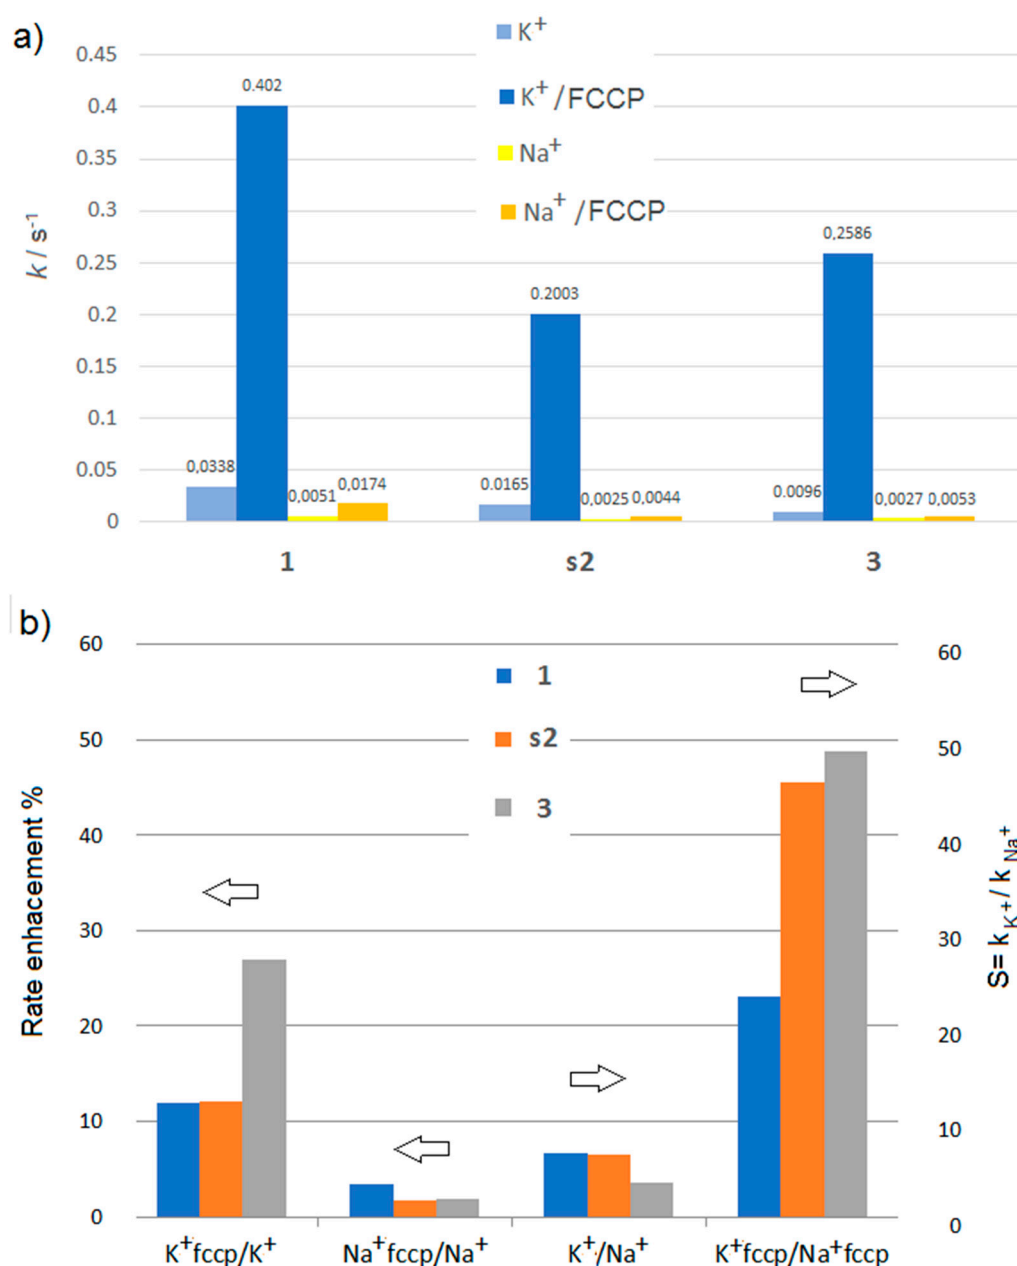 a)
K⁺
K⁺/FCCP
Na⁺
Na⁺/FCCP
k / s⁻¹
0.45
0.4
0.35
0.3
0.25
0.2
0.15
0.1
0.05
0
0,0338
0.402
0,0051
0,0174
0.0165
0.2003
0,0025
0,0044
0.0096
0,2586
0,0027
0,0053
1
s2
3
b)
1
s2
3
Rate enhacement %
60
50
40
30
20
10
0
S= k K⁺/ k Na⁺
60
50
40
30
20
10
0
K⁺fccp/K⁺
Na⁺fccp/Na⁺
K⁺/Na⁺
K⁺fccp/Na⁺fccp